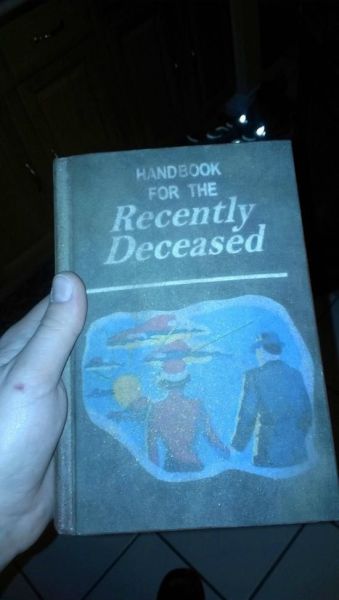 HANDBOOK
FOR THE
Recently
Deceased